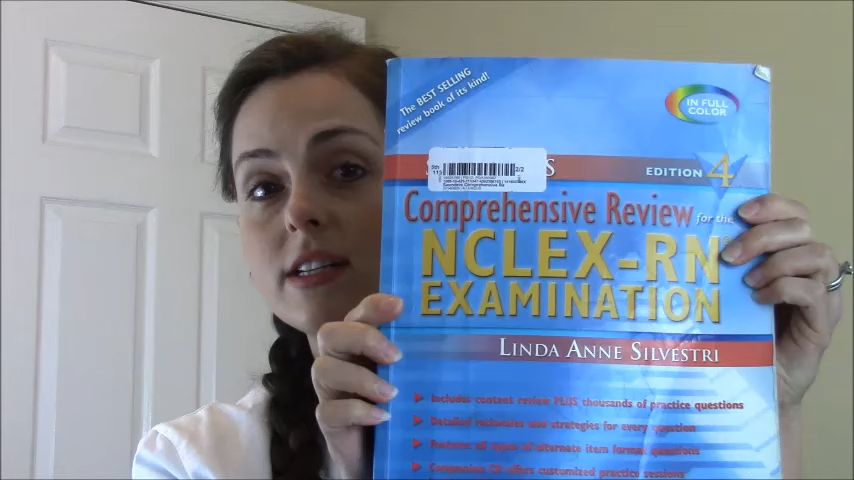 The BEST SELLING
review book of its kind!
IN FULL
COLOR
2/2
S
EDITION 4
Comprehensive Review for the
NCLEX-RN
EXAMINATION
LINDA ANNE SILVESTRI
Includes content review PLUS thousands of practice questions
Detailed rationales and strategies for every question
Features all types of alternate item format questions
Companion CD offers customized practice sessions